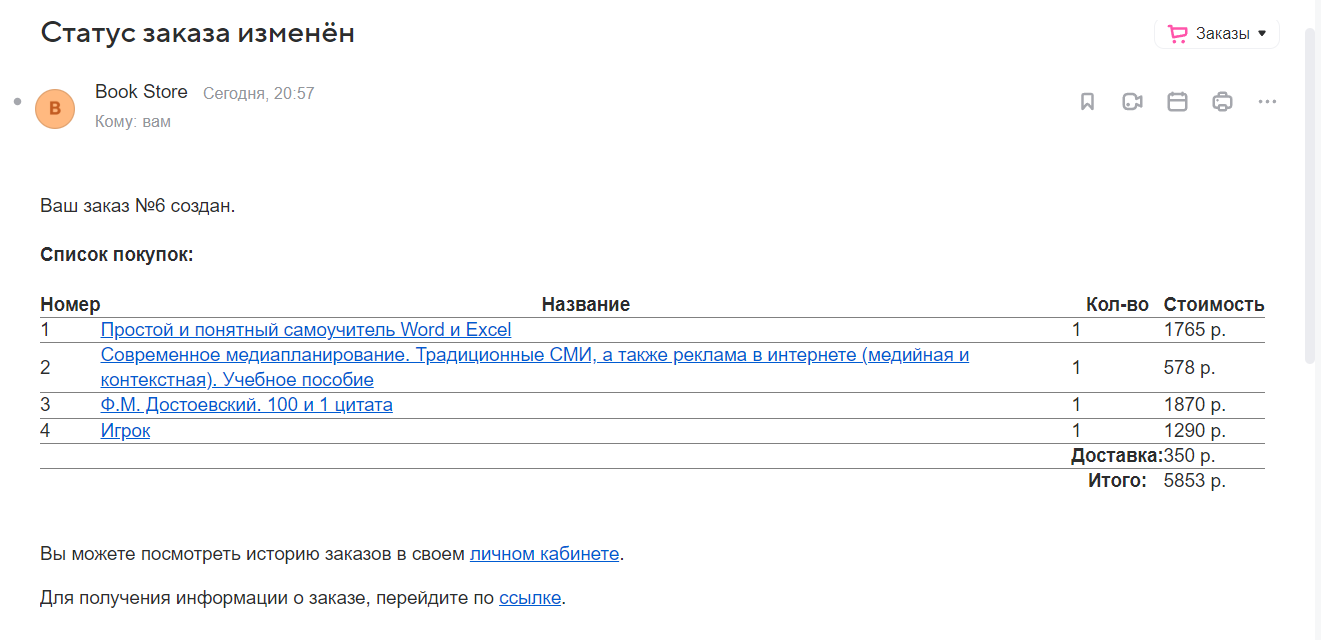 Статус заказа изменён
Заказы
B
Book Store Сегодня, 20:57
Кому: вам
Ваш заказ №6 создан.
Список покупок:
Номер Название Кол-во Стоимость
1 Простой и понятный самоучитель Word и Excel 1 1765 р.
2 Современное медиапланирование. Традиционные СМИ, а также реклама в интернете (медийная и
контекстная). Учебное пособие 1 578 р.
3 Ф.М. Достоевский. 100 и 1 цитата 1 1870 р.
4 Игрок 1 1290 р.
Доставка: 350 р.
Итого: 5853 р.
Вы можете посмотреть историю заказов в своем личном кабинете.
Для получения информации о заказе, перейдите по ссылке.